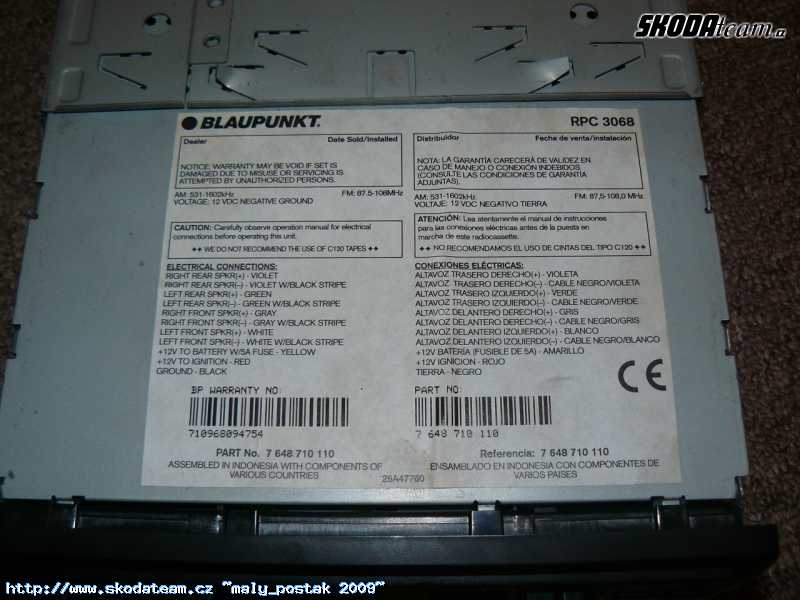 SKODAteam.cz
BLAUPUNKT
RPC 3068
Dealer Date Sold/Installed
NOTICE: WARRANTY MAY BE VOID IF SET IS
DAMAGED DUE TO MISUSE OR SERVICING IS
ATTEMPTED BY UNAUTHORIZED PERSONS.
AM: 531-1602kHz FM: 87.5-108MHz
VOLTAGE: 12 VDC NEGATIVE GROUND
CAUTION: Carefully observe operation manual for electrical
connections before operating this unit.
++ WE DO NOT RECOMMEND THE USE OF C120 TAPES ++
ELECTRICAL CONNECTIONS:
RIGHT REAR SPKR(+) - VIOLET
RIGHT REAR SPKR(-) - VIOLET W/BLACK STRIPE
LEFT REAR SPKR(+) - GREEN
LEFT REAR SPKR(-) - GREEN W/BLACK STRIPE
RIGHT FRONT SPKR(+) - GRAY
RIGHT FRONT SPKR(-) - GRAY W/BLACK STRIPE
LEFT FRONT SPKR(+) - WHITE
LEFT FRONT SPKR(-) - WHITE W/BLACK STRIPE
+12V TO BATTERY W/5A FUSE - YELLOW
+12V TO IGNITION - RED
GROUND - BLACK
BP WARRANTY NO:
710968094754
PART No. 7 648 710 110
ASSEMBLED IN INDONESIA WITH COMPONENTS OF
VARIOUS COUNTRIES
Distribuidor Fecha de venta/instalación
NOTA: LA GARANTÍA CARECERÁ DE VALIDEZ EN
CASO DE MANEJO O CONEXIÓN INDEBIDOS
(CONSULTE LAS CONDICIONES DE GARANTÍA
ADJUNTAS).
AM: 531-1602kHz FM: 87,5-108,0 MHz
VOLTAJE: 12 VDC NEGATIVO TIERRA
ATENCIÓN: Lea atentamente el manual de instrucciones
para las conexiones eléctricas antes de la puesta en
marcha de este radiocassette.
++ NO RECOMENDAMOS EL USO DE CINTAS DEL TIPO C120 ++
CONEXIONES ELÉCTRICAS:
ALTAVOZ TRASERO DERECHO(+) - VIOLETA
ALTAVOZ TRASERO DERECHO(-) - CABLE NEGRO/VIOLETA
ALTAVOZ TRASERO IZQUIERDO(+) - VERDE
ALTAVOZ TRASERO IZQUIERDO(-) - CABLE NEGRO/VERDE
ALTAVOZ DELANTERO DERECHO(+) - GRIS
ALTAVOZ DELANTERO DERECHO(-) - CABLE NEGRO/GRIS
ALTAVOZ DELANTERO IZQUIERDO(+) - BLANCO
ALTAVOZ DELANTERO IZQUIERDO(-) - CABLE NEGRO/BLANCO
+12V BATERÍA (FUSIBLE DE 5A) - AMARILLO
+12V IGNICION - ROJO
TIERRA - NEGRO
CE
PART NO:
7 648 710 110
Referencia: 7 648 710 110
ENSAMBLADO EN INDONESIA CON COMPONENTES DE
VARIOS PAISES
25A47760
http://www.skodateam.cz "maly_postak 2009"